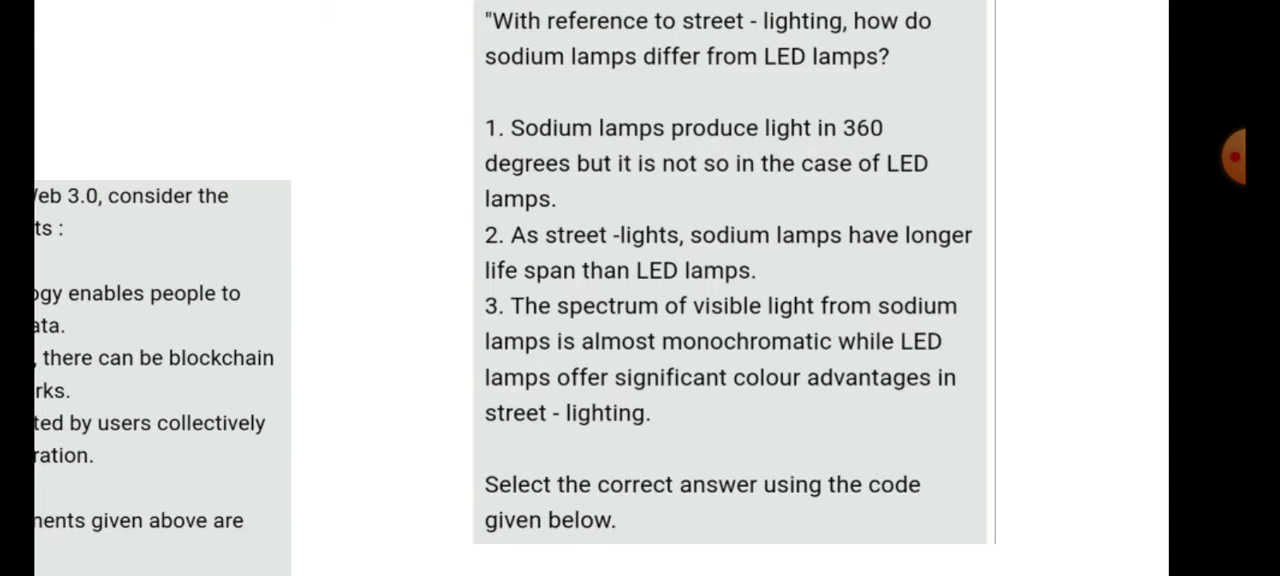 /eb 3.0, consider the
ts :
ogy enables people to
ata.
, there can be blockchain
rks.
ted by users collectively
ration.
nents given above are
"With reference to street - lighting, how do
sodium lamps differ from LED lamps?
1. Sodium lamps produce light in 360
degrees but it is not so in the case of LED
lamps.
2. As street -lights, sodium lamps have longer
life span than LED lamps.
3. The spectrum of visible light from sodium
lamps is almost monochromatic while LED
lamps offer significant colour advantages in
street - lighting.
Select the correct answer using the code
given below.